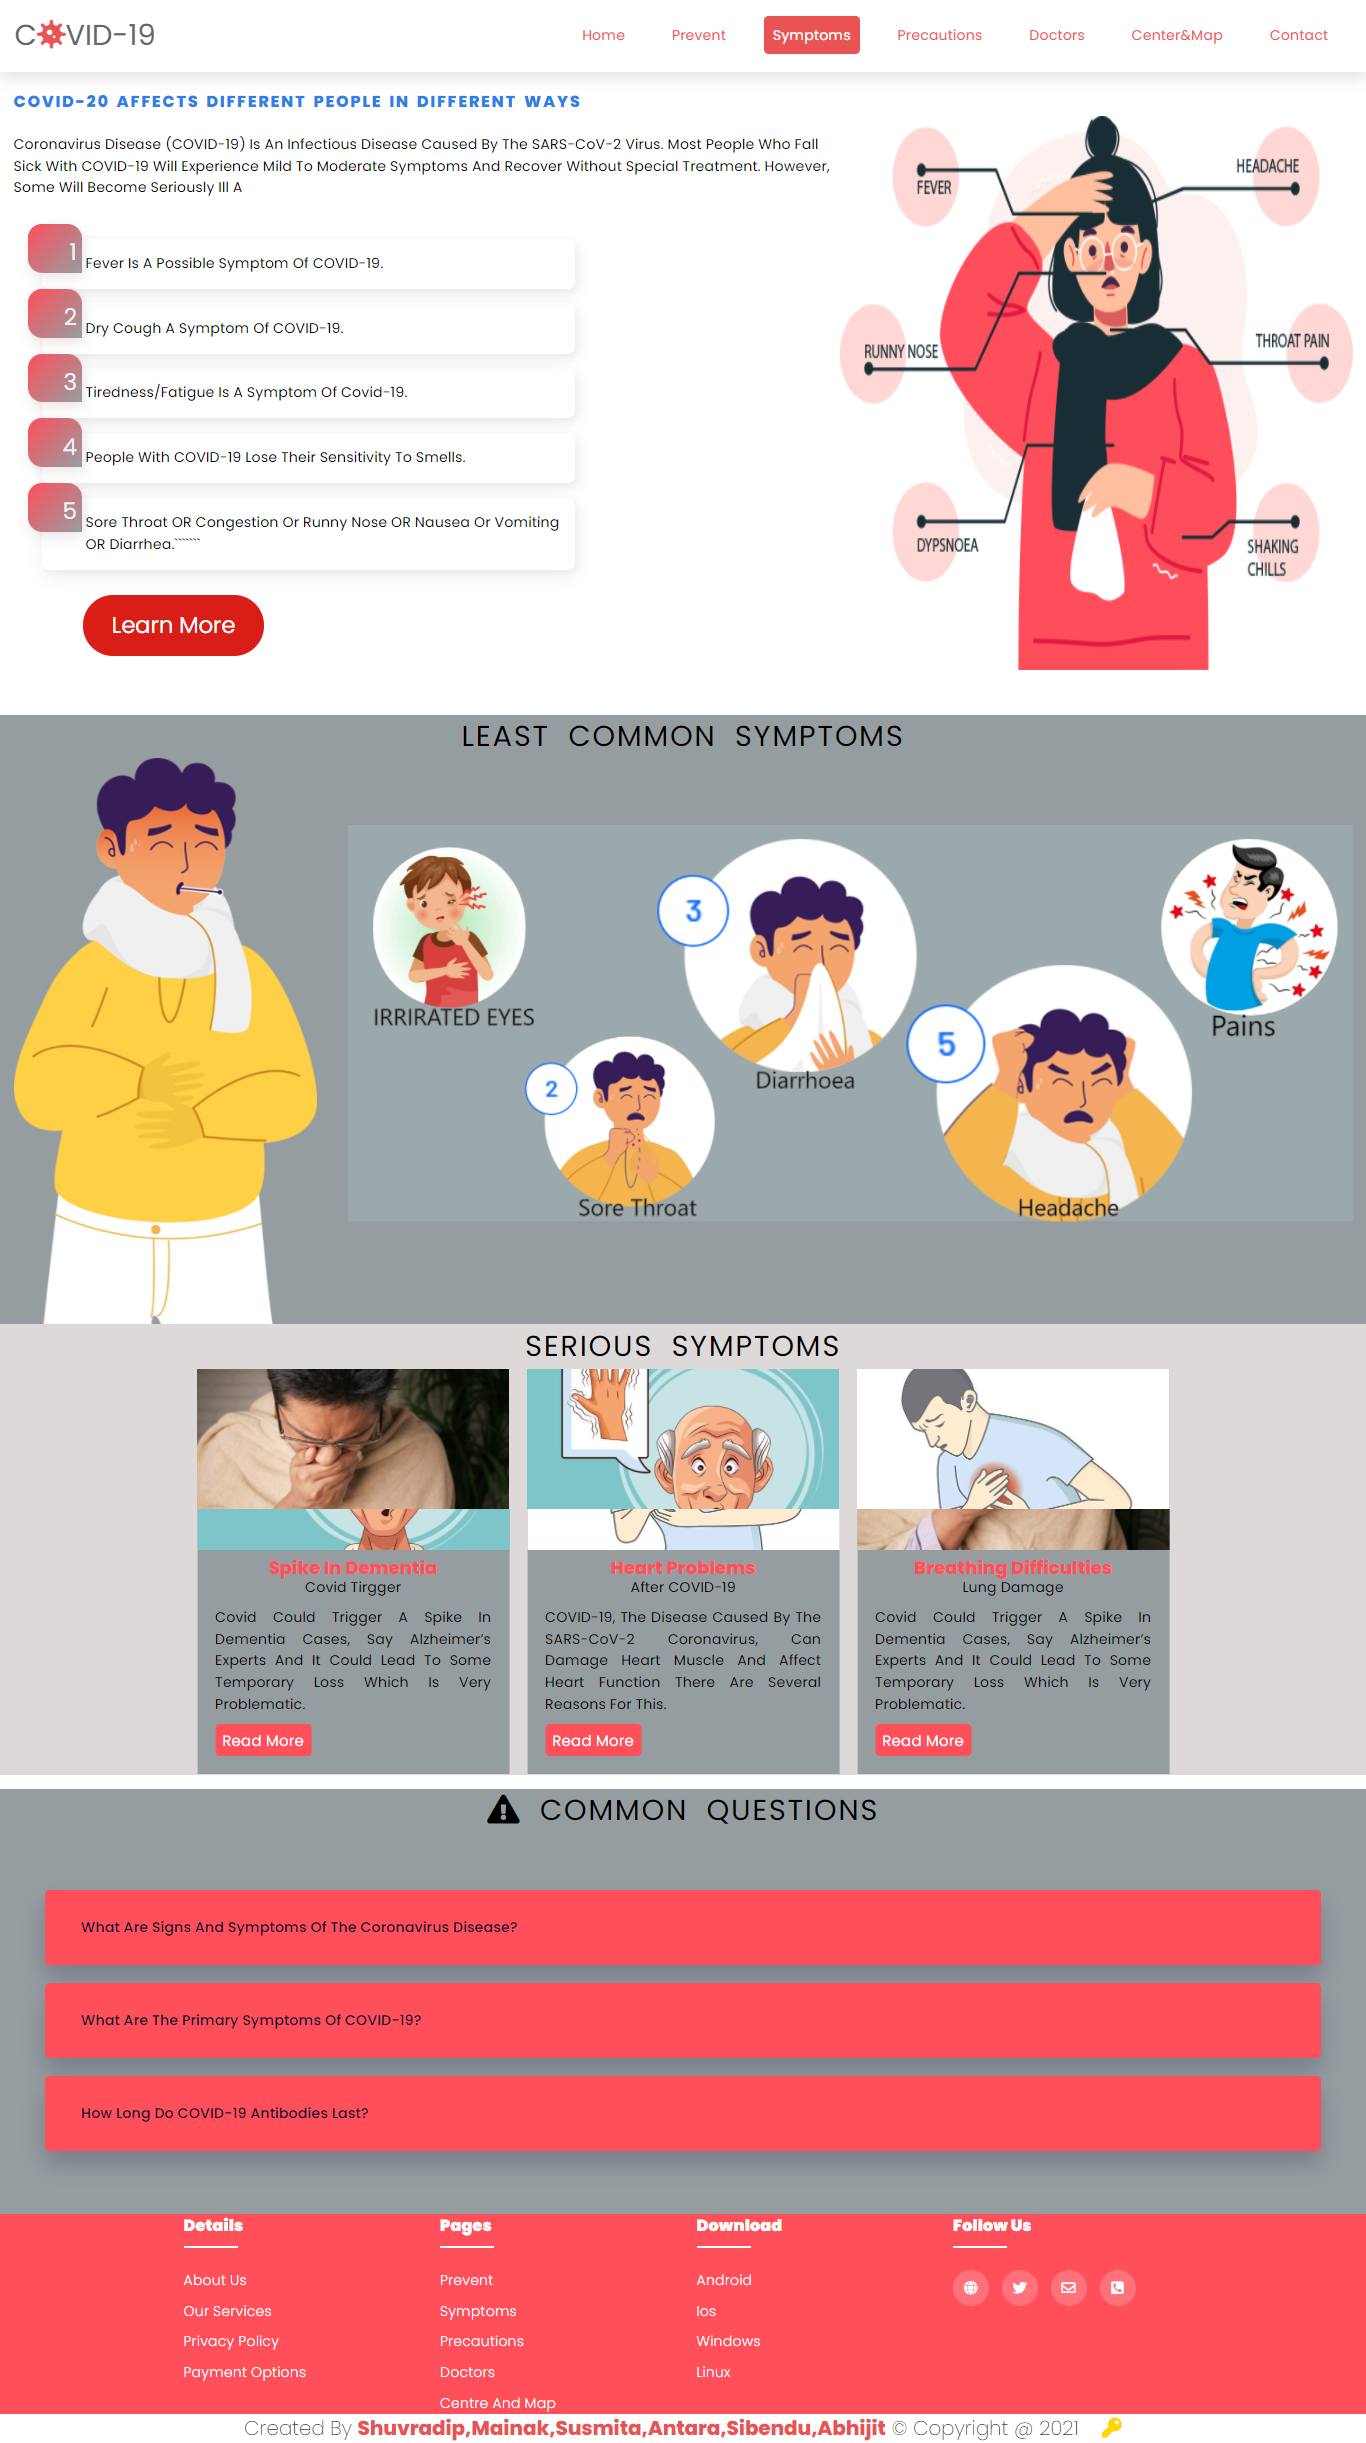 C VID-19
Home Prevent Symptoms Precautions Doctors Center&Map Contact
COVID-20 AFFECTS DIFFERENT PEOPLE IN DIFFERENT WAYS
Coronavirus Disease (COVID-19) Is An Infectious Disease Caused By The SARS-CoV-2 Virus. Most People Who Fall
Sick With COVID-19 Will Experience Mild To Moderate Symptoms And Recover Without Special Treatment. However,
Some Will Become Seriously Ill A
1
Fever Is A Possible Symptom Of COVID-19.
2
Dry Cough A Symptom Of COVID-19.
3
Tiredness/Fatigue Is A Symptom Of Covid-19.
4
People With COVID-19 Lose Their Sensitivity To Smells.
5
Sore Throat OR Congestion Or Runny Nose OR Nausea Or Vomiting
OR Diarrhea.```````
Learn More
FEVER
HEADACHE
RUNNY NOSE
THROAT PAIN
DYPSNOEA
SHAKING
CHILLS
LEAST COMMON SYMPTOMS
IRRIRATED EYES
3
Diarrhoea
Pains
2
Sore Throat
5
Headache
SERIOUS SYMPTOMS
Spike In Dementia
Covid Tirgger
Covid Could Trigger A Spike In
Dementia Cases, Say Alzheimer's
Experts And It Could Lead To Some
Temporary Loss Which Is Very
Problematic.
Read More
Heart Problems
After COVID-19
COVID-19, The Disease Caused By The
SARS-CoV-2 Coronavirus, Can
Damage Heart Muscle And Affect
Heart Function There Are Several
Reasons For This.
Read More
Breathing Difficulties
Lung Damage
Covid Could Trigger A Spike In
Dementia Cases, Say Alzheimer's
Experts And It Could Lead To Some
Temporary Loss Which Is Very
Problematic.
Read More
COMMON QUESTIONS
What Are Signs And Symptoms Of The Coronavirus Disease?
What Are The Primary Symptoms Of COVID-19?
How Long Do COVID-19 Antibodies Last?
Details
About Us
Our Services
Privacy Policy
Payment Options
Pages
Prevent
Symptoms
Precautions
Doctors
Centre And Map
Download
Android
Ios
Windows
Linux
Follow Us
Created By Shuvradip,Mainak,Susmita,Antara,Sibendu,Abhijit © Copyright @ 2021